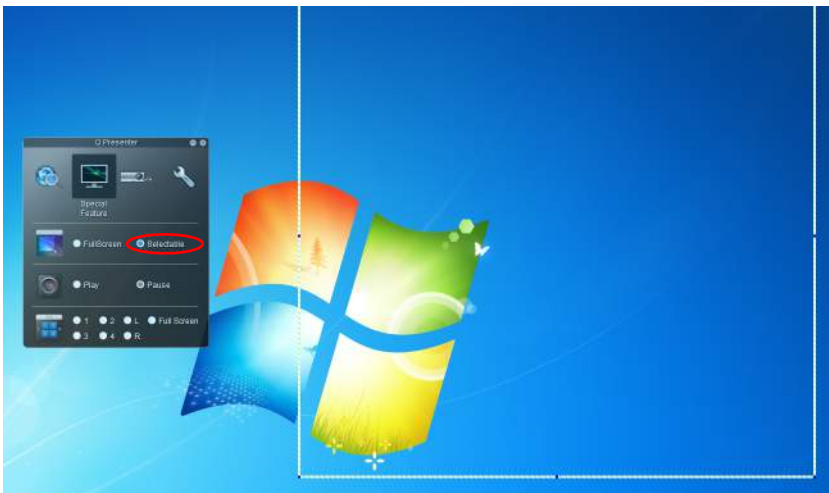 Q Presenter
Special
Feature
FullScreen Selectable
Play Pause
1 2 L Full Screen
3 4 R